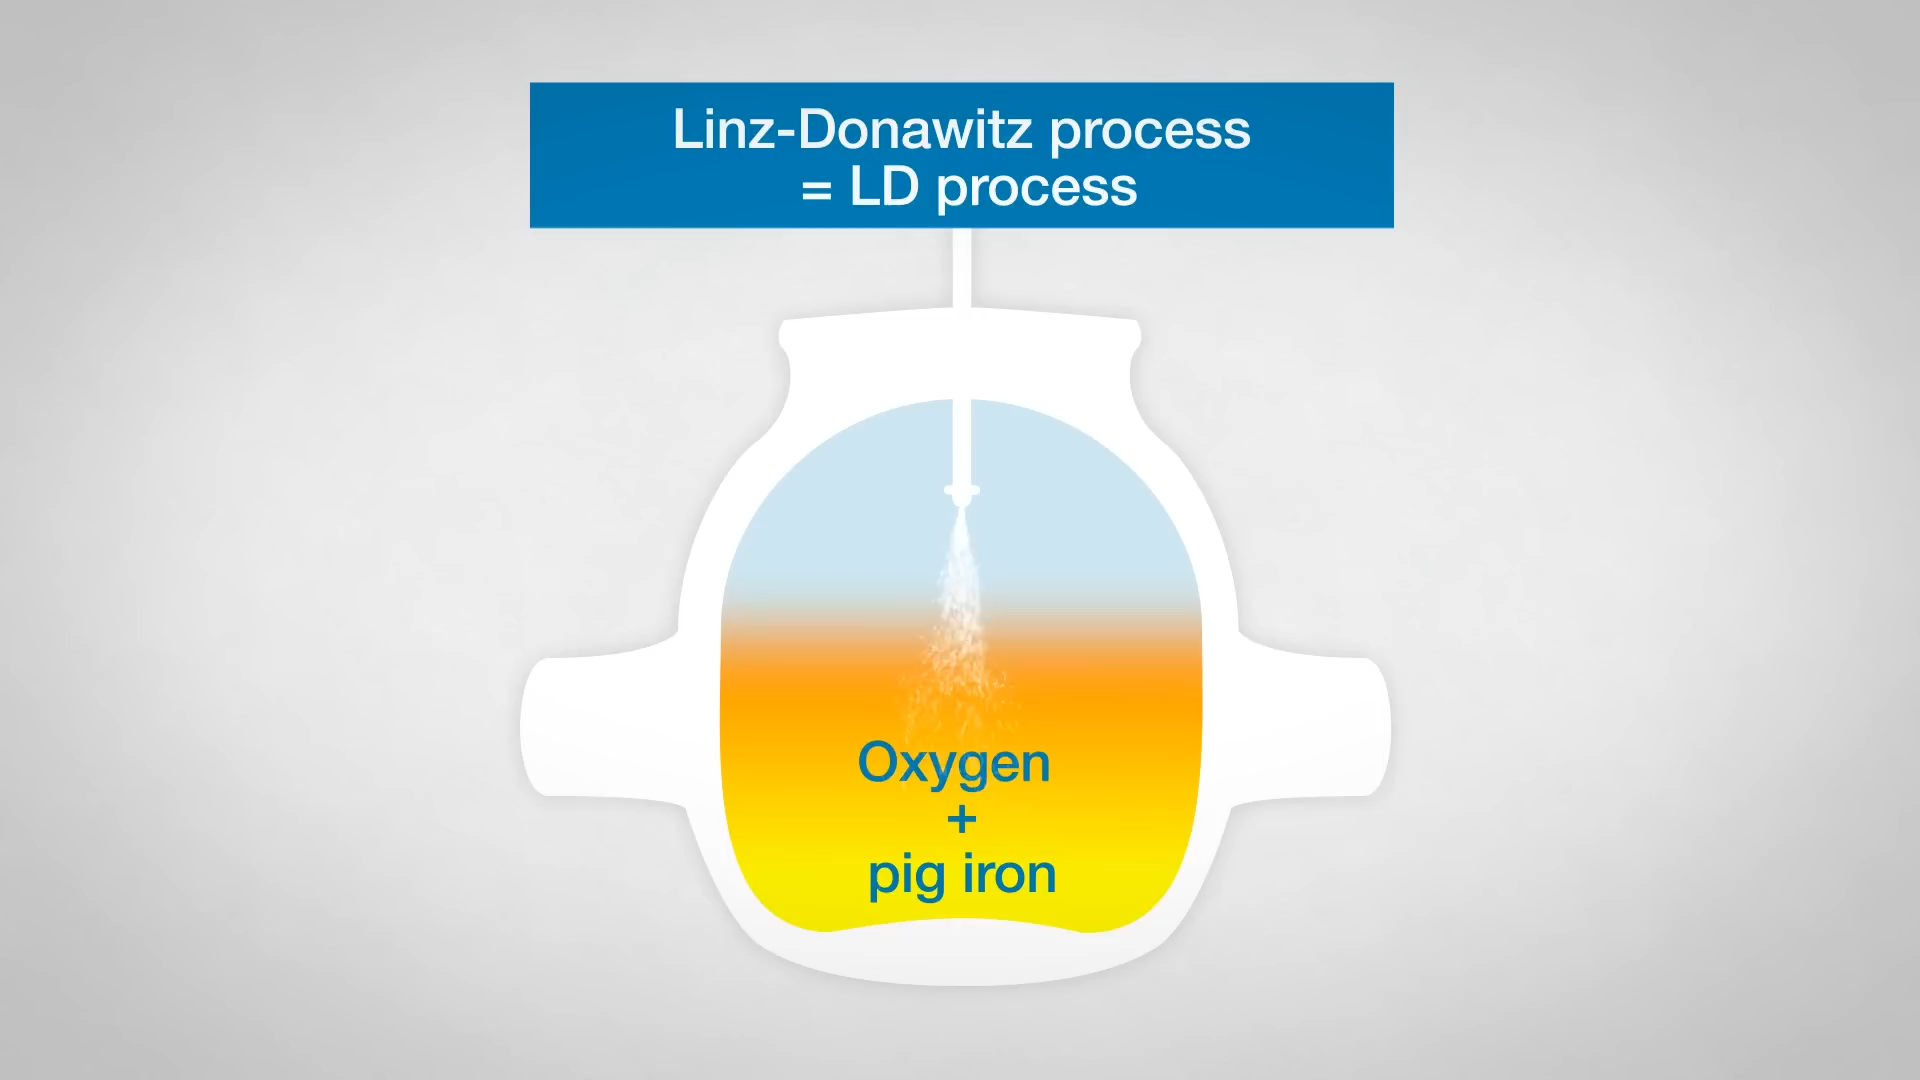 Linz-Donawitz process
= LD process
Oxygen
+
pig iron